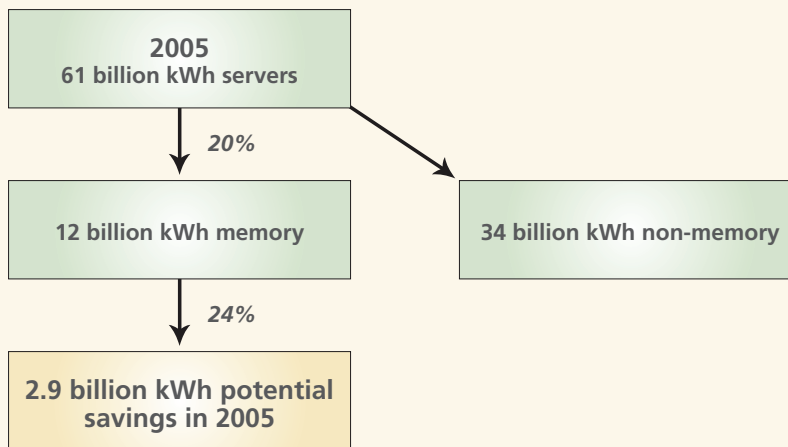 2005
61 billion kWh servers
20%
12 billion kWh memory
34 billion kWh non-memory
24%
2.9 billion kWh potential
savings in 2005